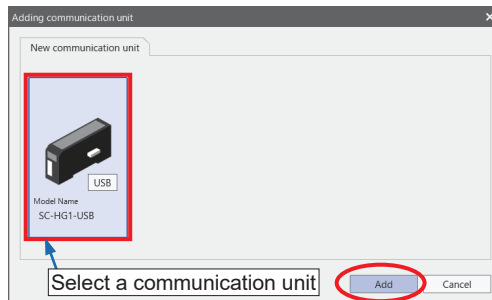 Adding communication unit
New communication unit
USB
Model Name
SC-HG1-USB
Select a communication unit
Add
Cancel